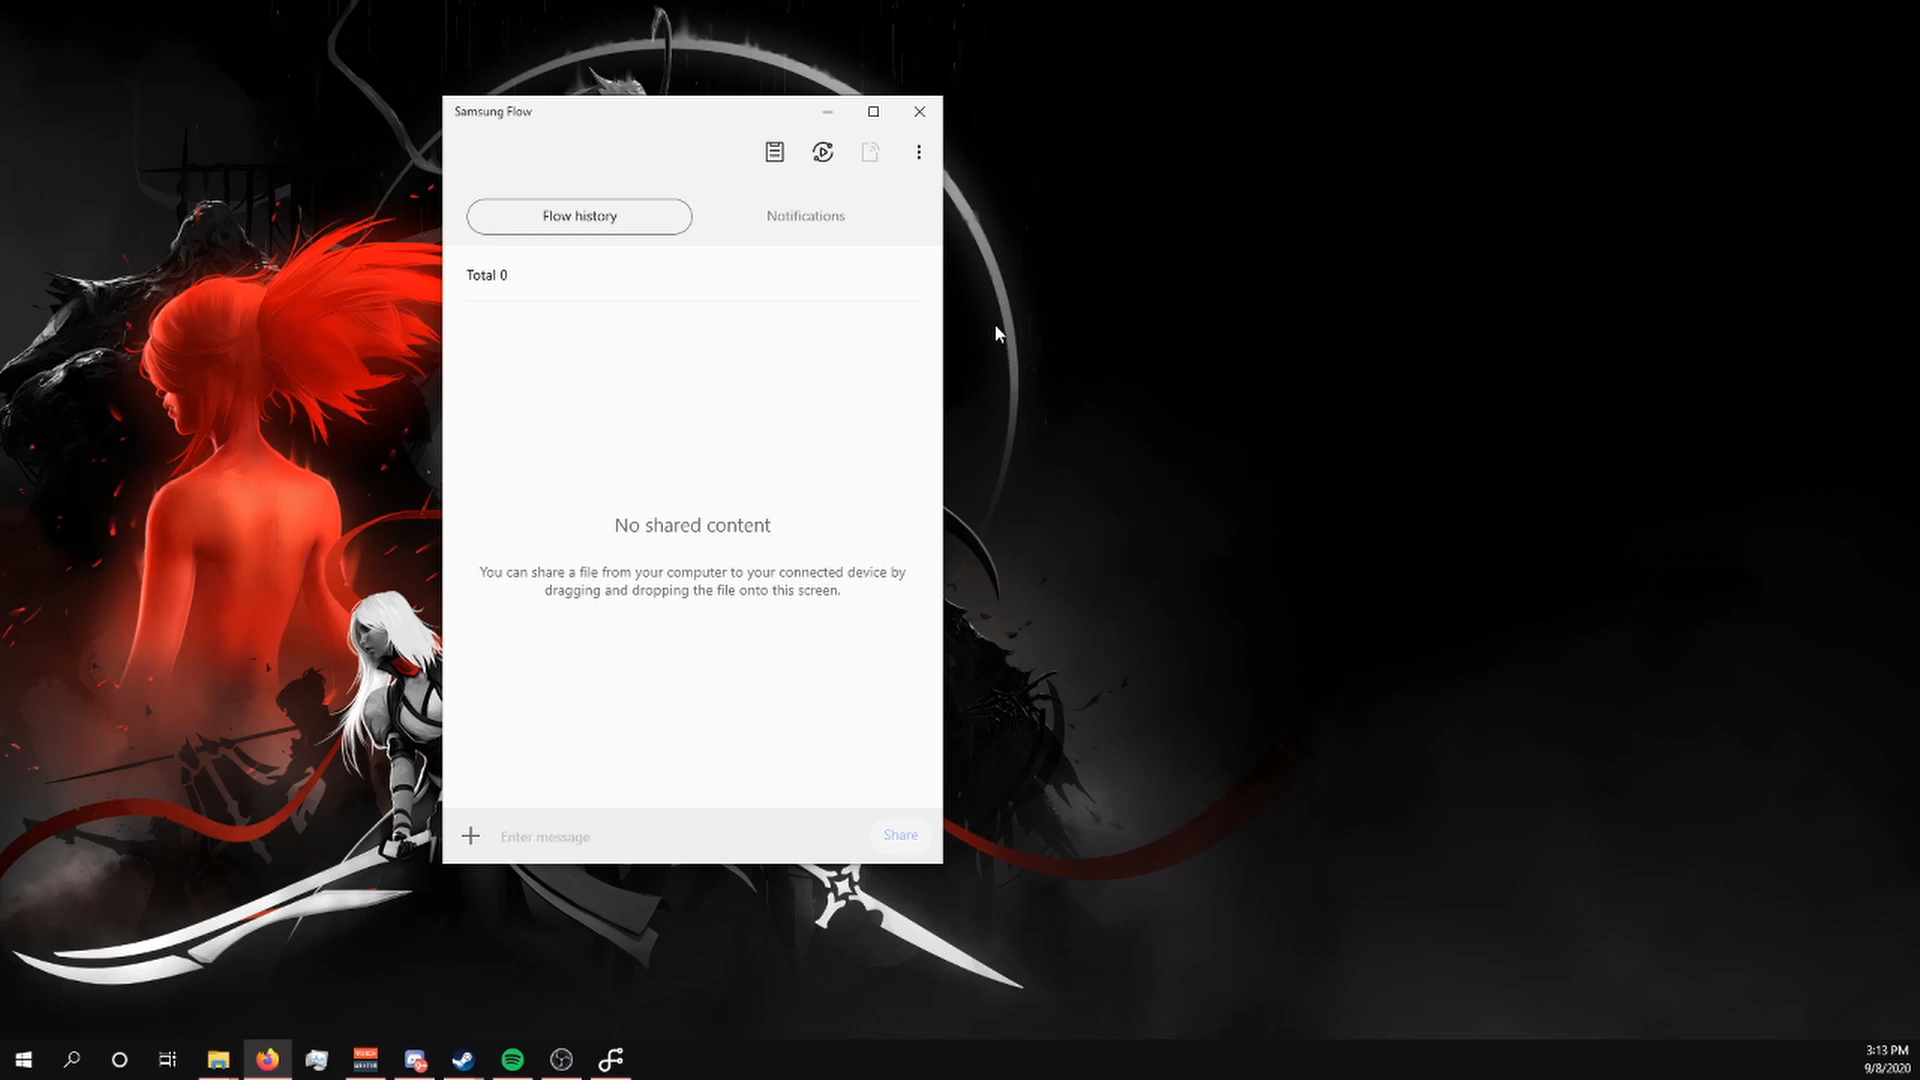 Samsung Flow
Flow history
Notifications
Total 0
No shared content
You can share a file from your computer to your connected device by
dragging and dropping the file onto this screen.
Enter message
Share
3:13 PM
9/8/2020